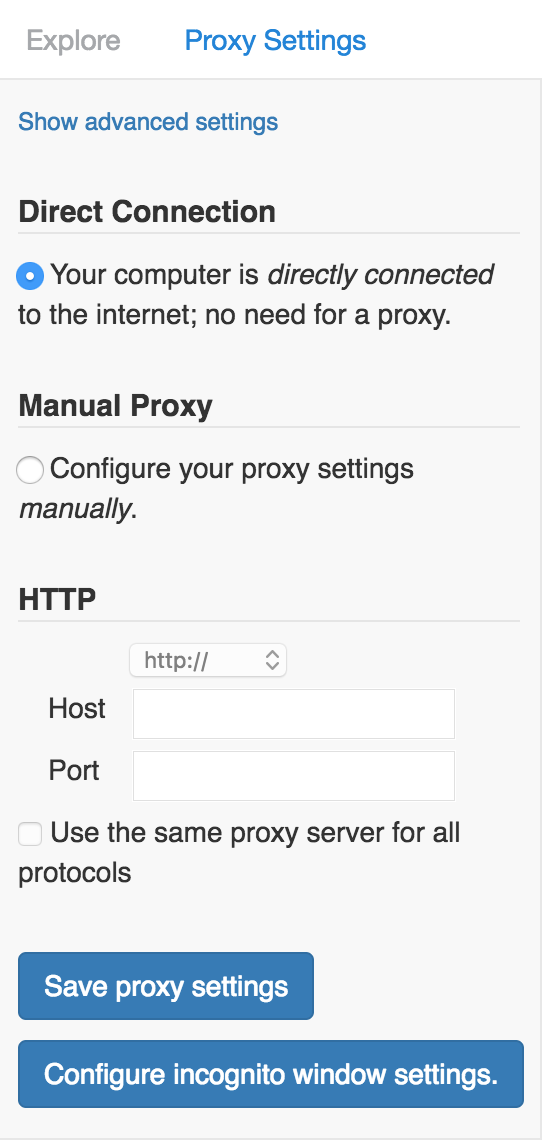 Explore Proxy Settings
Show advanced settings
Direct Connection
Your computer is directly connected
to the internet; no need for a proxy.
Manual Proxy
Configure your proxy settings
manually.
HTTP
http://
Host
Port
Use the same proxy server for all
protocols
Save proxy settings
Configure incognito window settings.